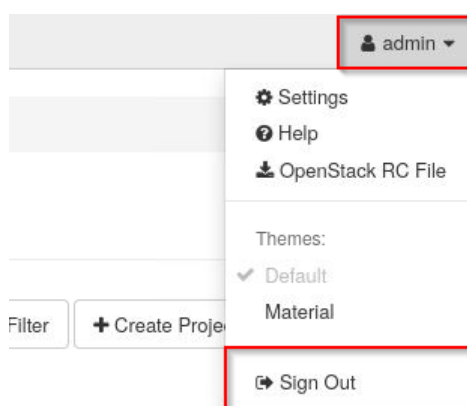 admin
Settings
Help
OpenStack RC File
Themes:
Default
Material
Filter
Create Proje
Sign Out